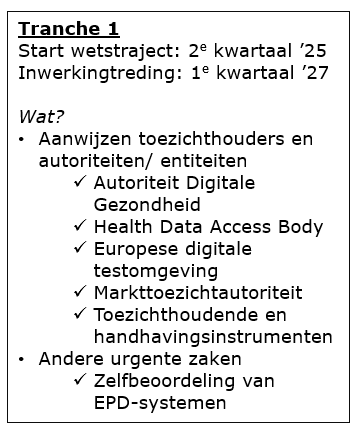 Tranche 1
Start wetstraject: 2e kwartaal ’25
Inwerkingtreding: 1e kwartaal ’27
Wat?
• Aanwijzen toezichthouders en
autoriteiten/ entiteiten
✓ Autoriteit Digitale
Gezondheid
✓ Health Data Access Body
✓ Europese digitale
testomgeving
✓ Markttoezichtautoriteit
✓ Toezichthoudende en
handhavingsinstrumenten
• Andere urgente zaken
✓ Zelfbeoordeling van
EPD-systemen